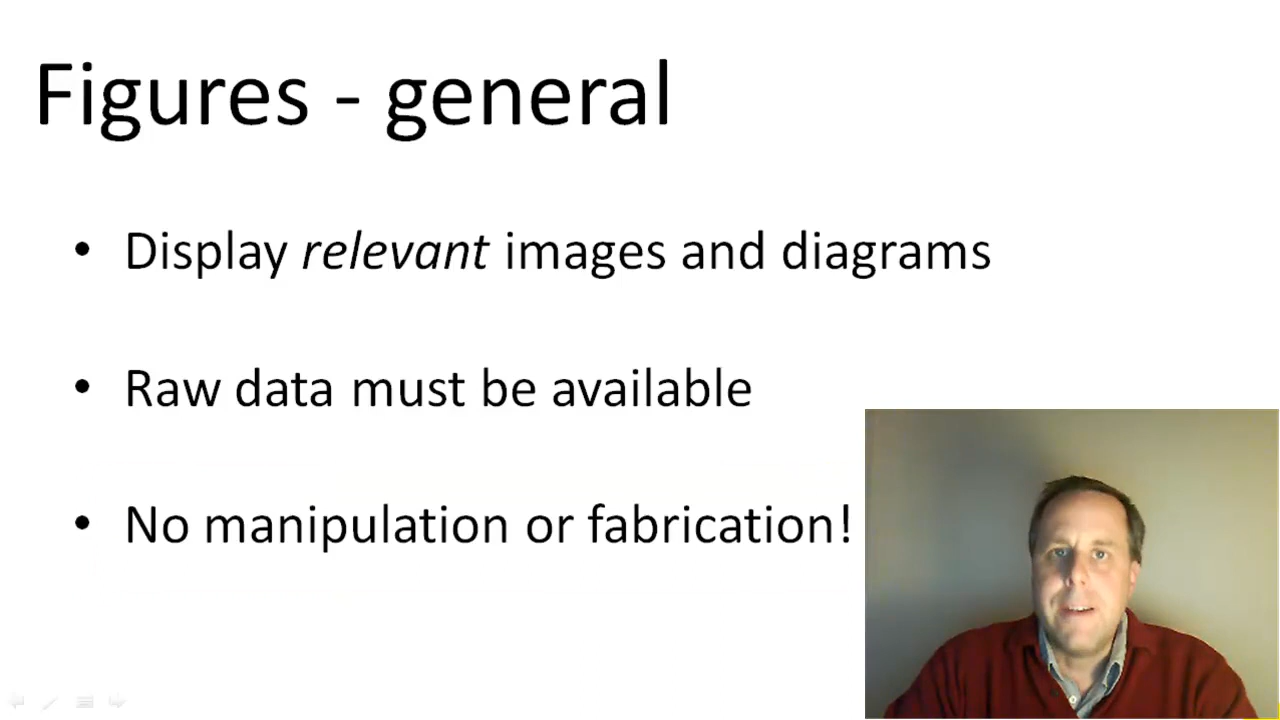 Figures - general
• Display relevant images and diagrams
• Raw data must be available
• No manipulation or fabrication!